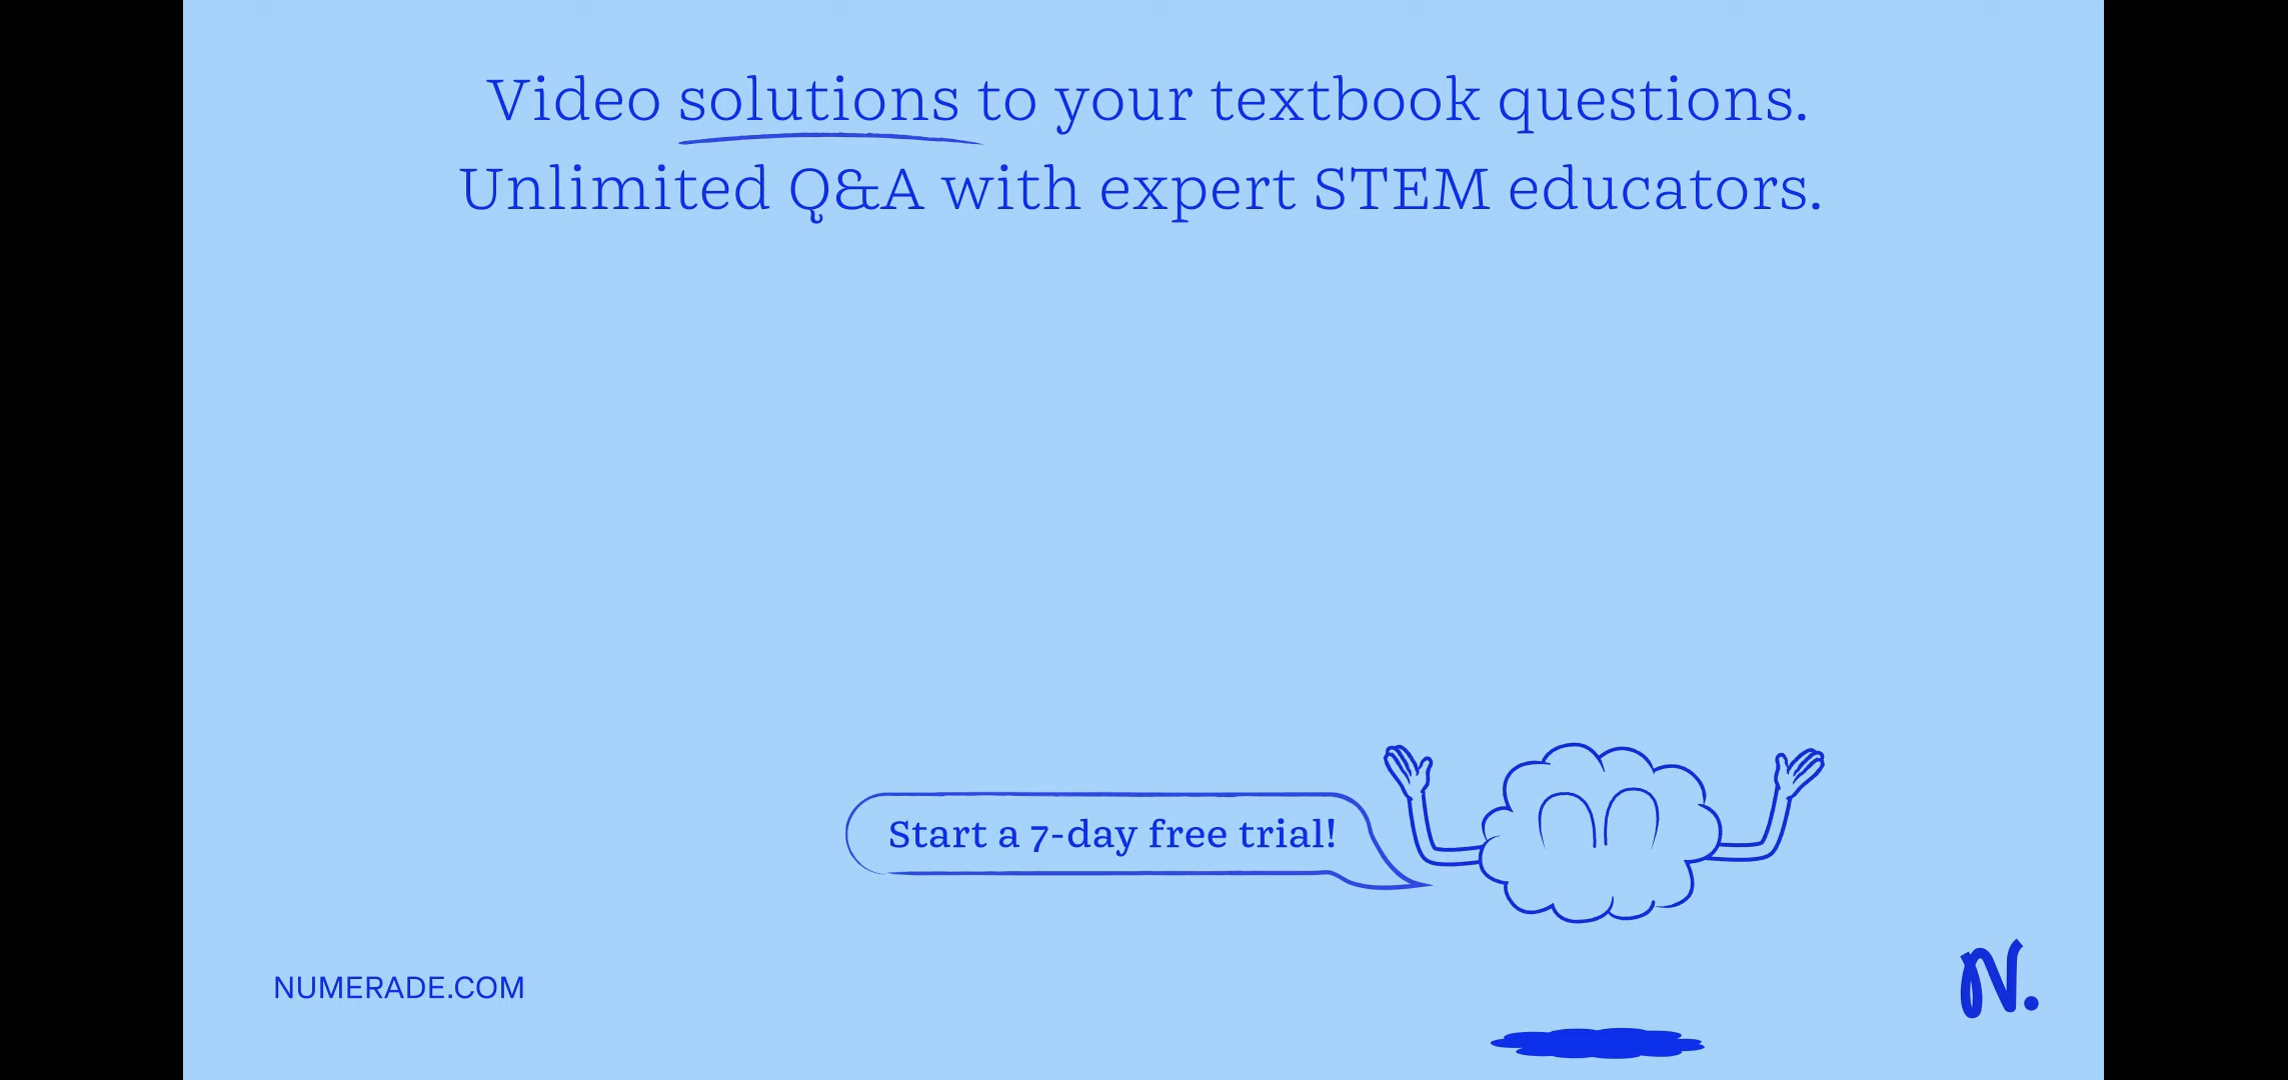 Video solutions to your textbook questions.
Unlimited Q&A with expert STEM educators.
Start a 7-day free trial!
NUMERADE.COM
N.